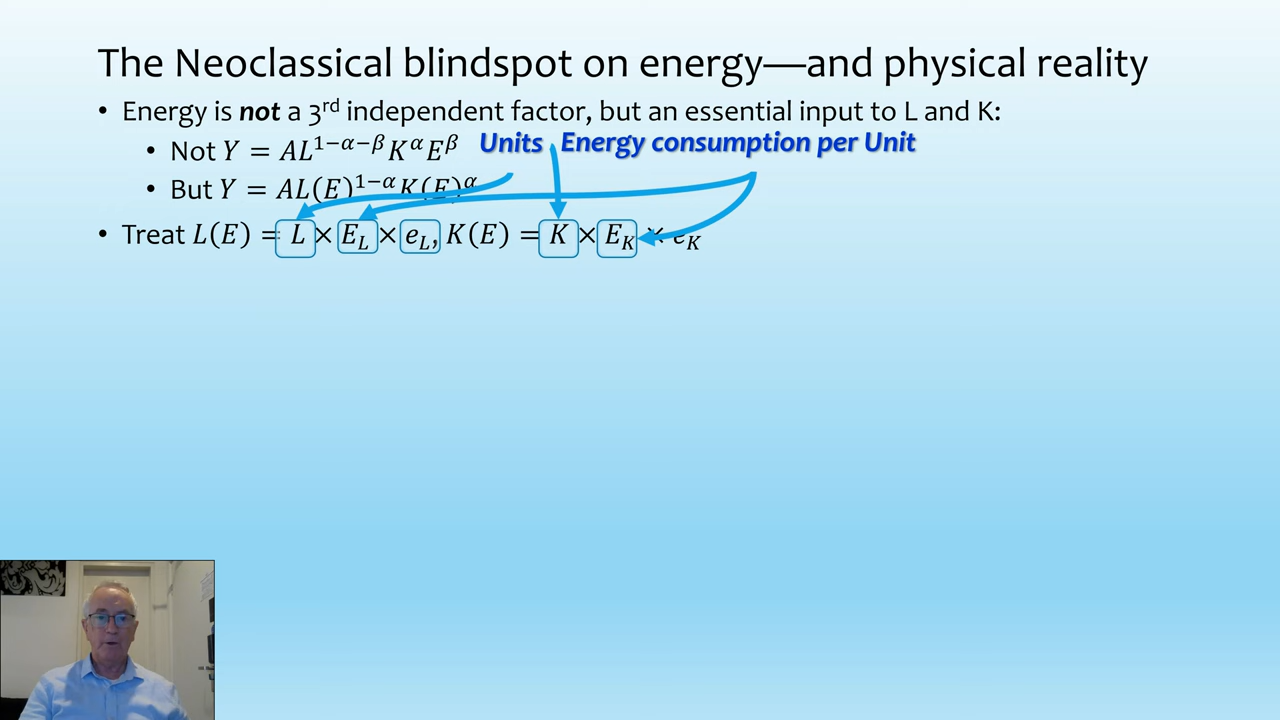 The Neoclassical blindspot on energy—and physical reality
• Energy is not a 3rd independent factor, but an essential input to L and K:
• Not Y = AL^{1−α−β}K^αE^β
Units Energy consumption per Unit
• But Y = AL(E)^{1−α}K(E)^α
• Treat L(E) = L × E_L × e_L, K(E) = K × E_K × e_K